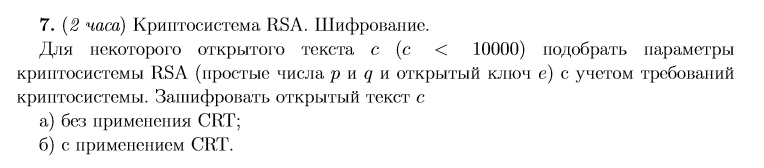 7. (2 часа) Криптосистема RSA. Шифрование.
Для некоторого открытого текста c (c < 10000) подобрать параметры
криптосистемы RSA (простые числа p и q и открытый ключ e) с учетом требований
криптосистемы. Зашифровать открытый текст c
а) без применения CRT;
б) с применением CRT.